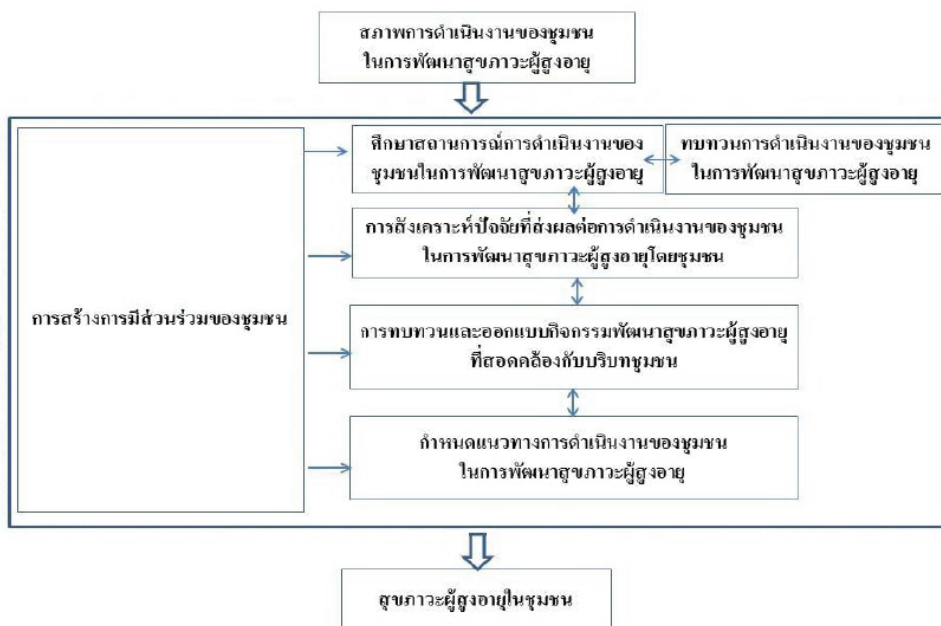 สภาพการดำเนินงานของชุมชน
ในการพัฒนาสุขภาวะผู้สูงอายุ
ศึกษาสถานการณ์การดำเนินงานของ
ชุมชนในการพัฒนาสุขภาวะผู้สูงอายุ
ทบทวนการดำเนินงานของชุมชน
ในการพัฒนาสุขภาวะผู้สูงอายุ
การสังเคราะห์ปัจจัยที่ส่งผลต่อการดำเนินงานของชุมชน
ในการพัฒนาสุขภาวะผู้สูงอายุโดยชุมชน
การสร้างการมีส่วนร่วมของชุมชน
การทบทวนและออกแบบกิจกรรมพัฒนาสุขภาวะผู้สูงอายุ
ที่สอดคล้องกับบริบทชุมชน
กำหนดแนวทางการดำเนินงานของชุมชน
ในการพัฒนาสุขภาวะผู้สูงอายุ
สุขภาวะผู้สูงอายุในชุมชน